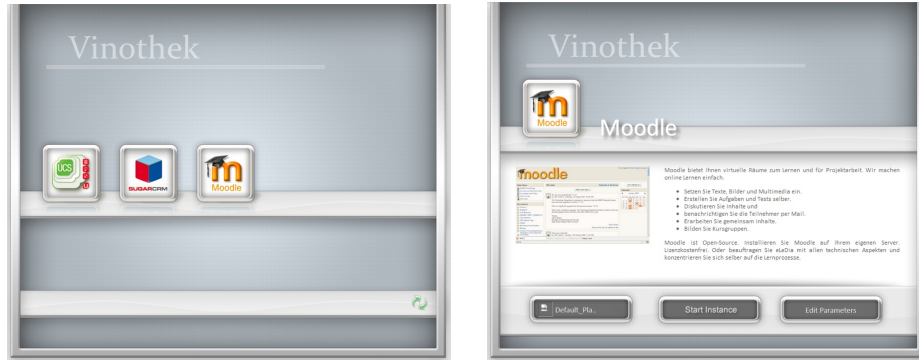 Vinothek
UCS
SUGARCRM
Moodle
Vinothek
Moodle
Moodle
moodle
Moodle bietet Ihnen virtuelle Räume zum Lernen und für Projekterarbeit. Wir machen
online Lernen einfach.
Setzen Sie Texte, Bilder und Multimedia ein.
Erstellen Sie Aufgaben und Tests selber.
Diskutieren Sie Inhalte und
benachrichtigen Sie die Teilnehmer per Mail.
Erarbeiten Sie gemeinsam Inhalte.
Bilden Sie Kursgruppen.
Moodle ist Open-Source. Installieren Sie Moodle auf Ihrem eigenen Server.
Lizenzkostenfrei. Oder beauftragen Sie eLeDia mit allen technischen Aspekten und
konzentrieren Sie sich selber auf die Lernprozesse.
Default_Pla..
Start Instance
Edit Parameters